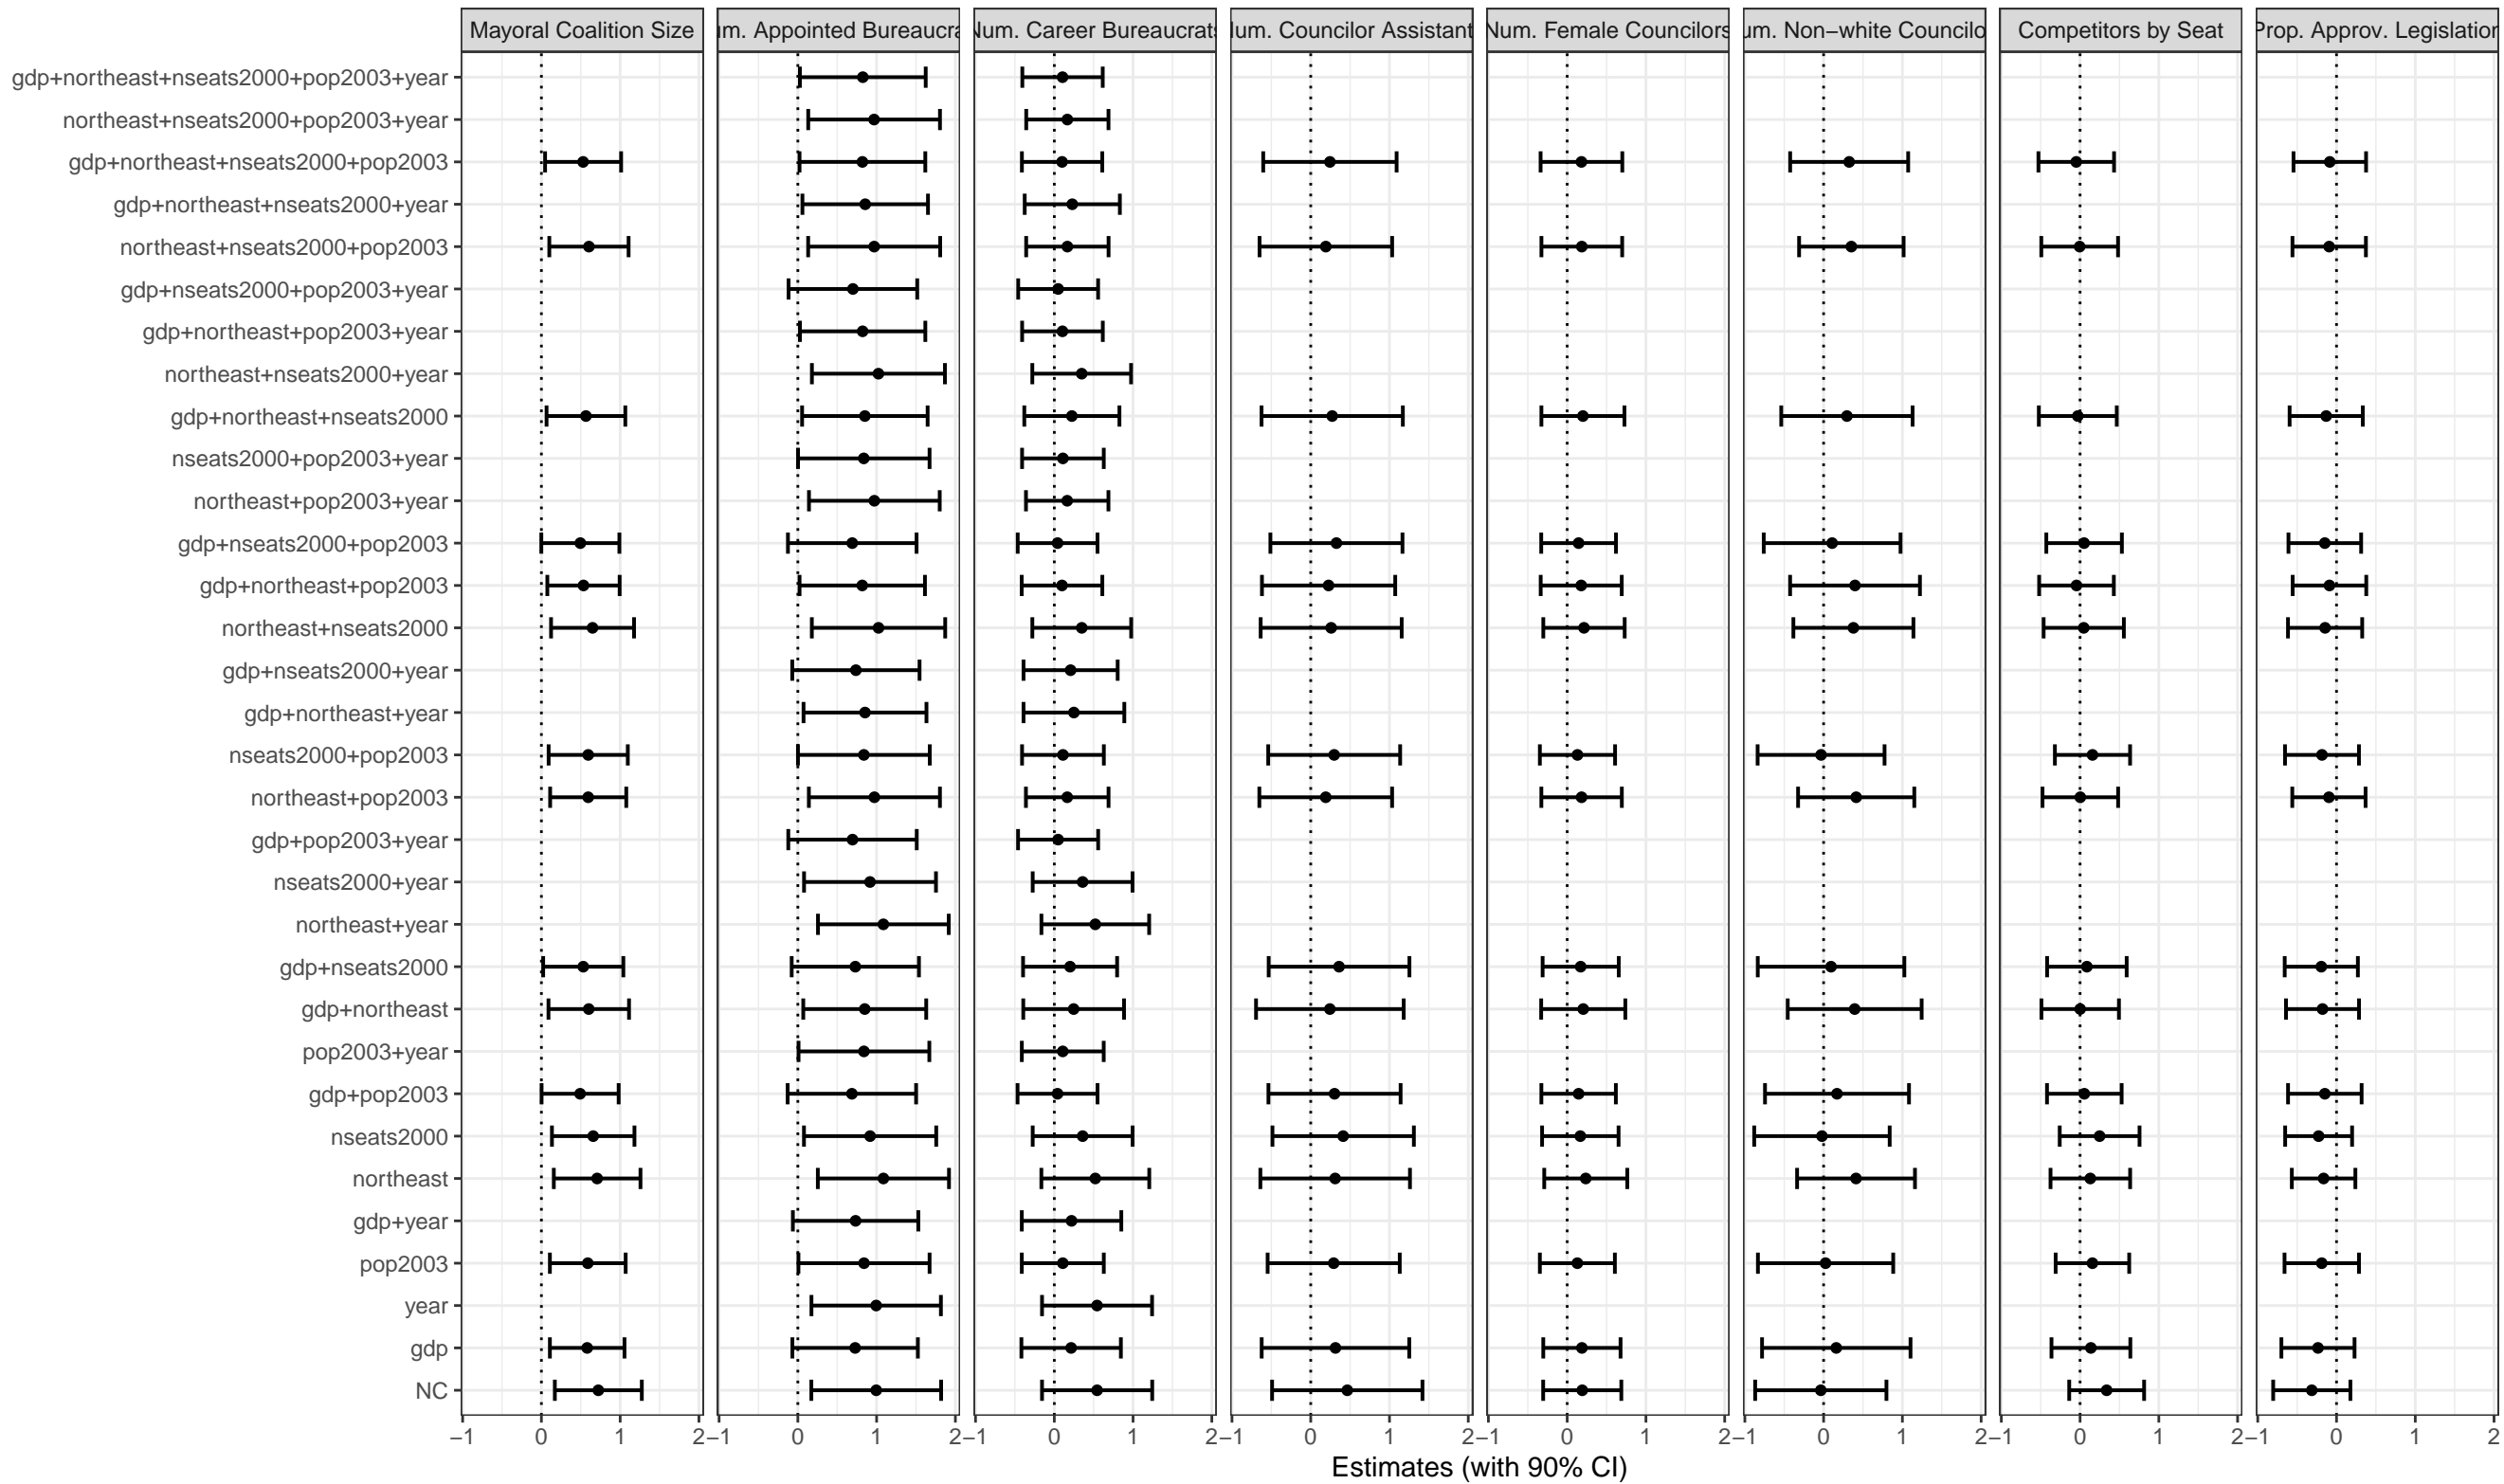 Mayoral Coalition Size um. Appointed Bureaucra Num. Career Bureaucrats Num. Councilor Assistant Num. Female Councilors um. Non−white Councilo Competitors by Seat Prop. Approv. Legislation
gdp+northeast+nseats2000+pop2003+year
northeast+nseats2000+pop2003+year
gdp+northeast+nseats2000+pop2003
gdp+northeast+nseats2000+year
northeast+nseats2000+pop2003
gdp+nseats2000+pop2003+year
gdp+northeast+pop2003+year
northeast+nseats2000+year
gdp+northeast+nseats2000
nseats2000+pop2003+year
northeast+pop2003+year
gdp+nseats2000+pop2003
gdp+northeast+pop2003
northeast+nseats2000
gdp+nseats2000+year
gdp+northeast+year
nseats2000+pop2003
northeast+pop2003
gdp+pop2003+year
nseats2000+year
northeast+year
gdp+nseats2000
gdp+northeast
pop2003+year
gdp+pop2003
nseats2000
northeast
gdp+year
pop2003
year
gdp
NC
−1 0 1 2 −1 0 1 2 −1 0 1 2 −1 0 1 2 −1 0 1 2 −1 0 1 2 −1 0 1 2 −1 0 1 2
Estimates (with 90% CI)